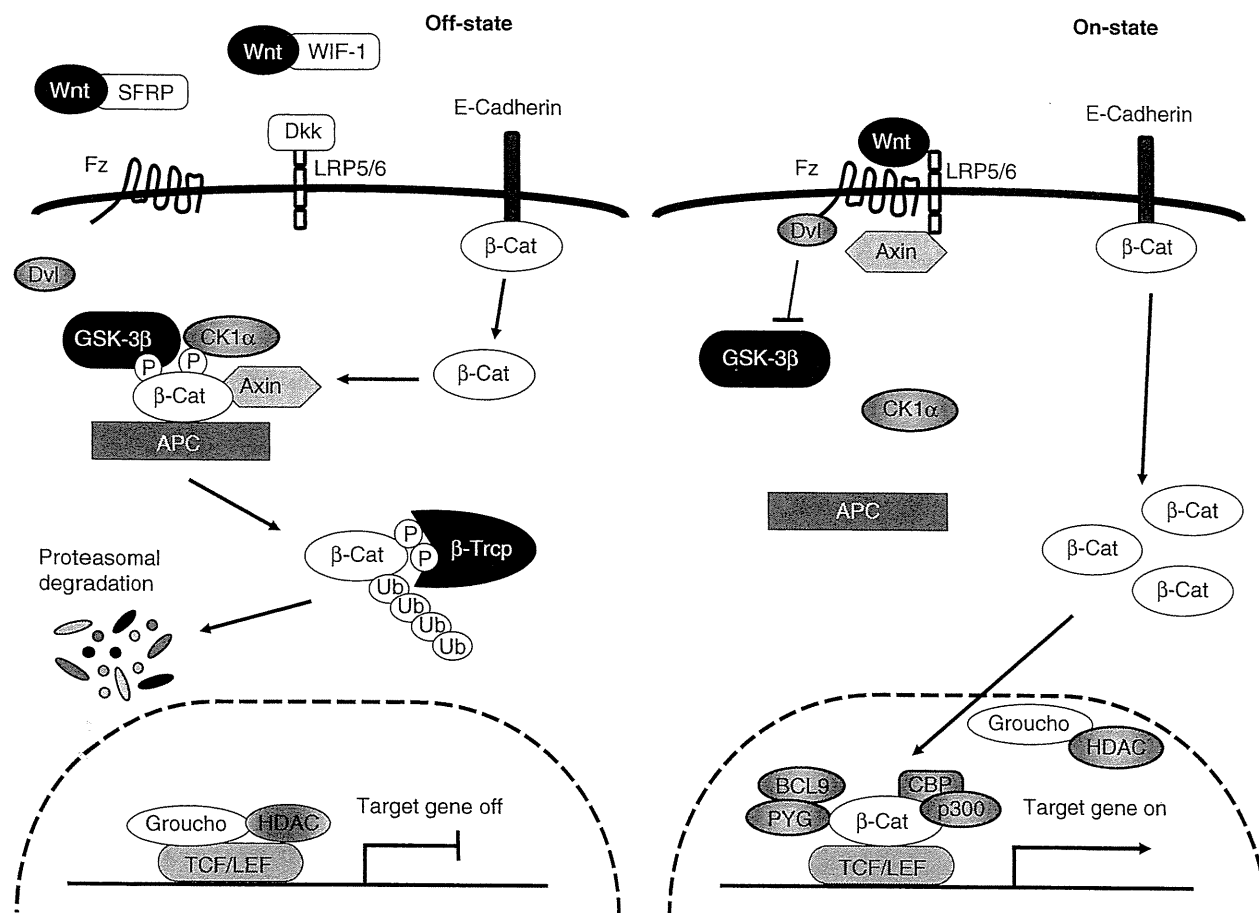 Off-state
Wnt
WIF-1
Wnt
SFRP
E-Cadherin
Dkk
Fz
LRP5/6
β-Cat
Dvl
GSK-3β
CK1α
P
P
β-Cat
Axin
β-Cat
APC
P
β-Cat
P
β-Trcp
Proteasomal
degradation
Ub
Ub
Ub
Ub
Target gene off
Groucho
HDAC
TCF/LEF
On-state
E-Cadherin
Wnt
Fz
LRP5/6
Dvl
Axin
β-Cat
GSK-3β
CK1α
APC
β-Cat
β-Cat
β-Cat
Groucho
HDAC
BCL9
CBP
PYG
β-Cat
p300
Target gene on
TCF/LEF